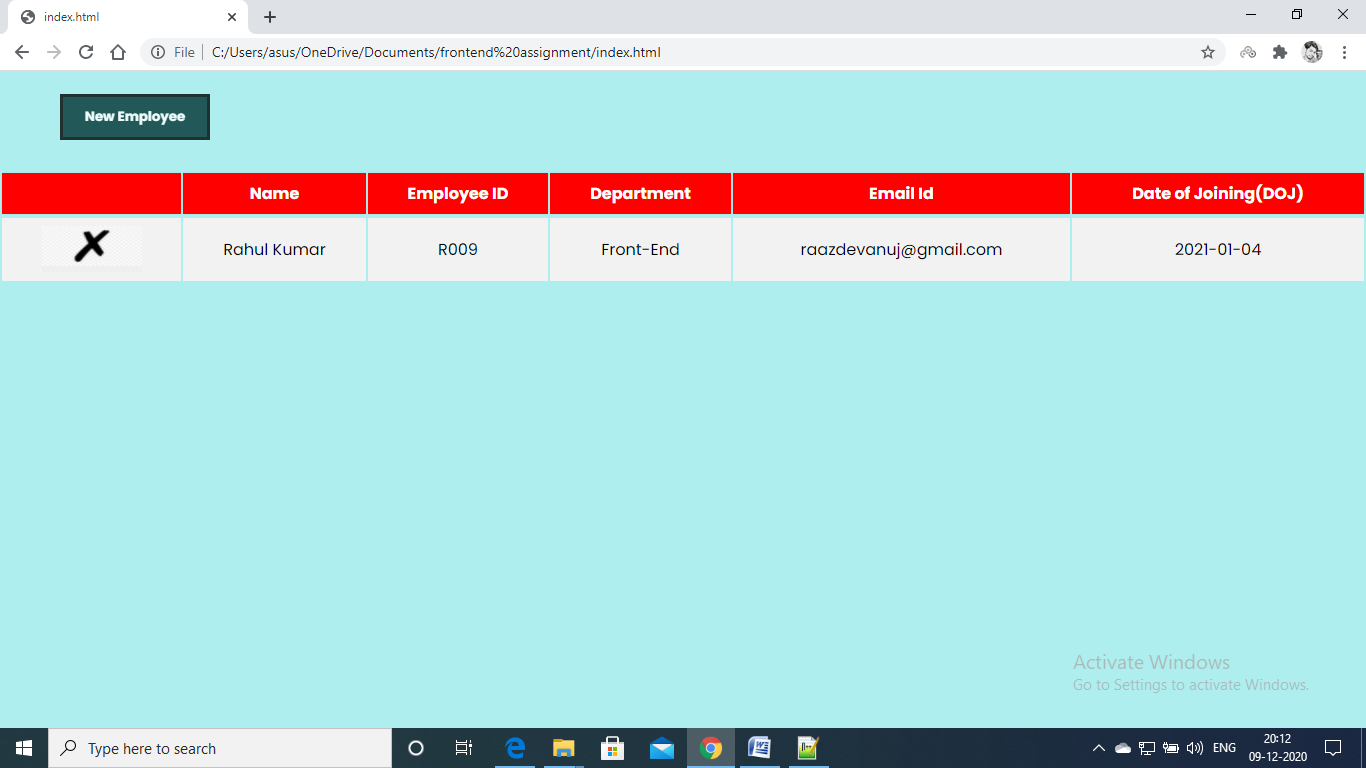 index.html
File C:/Users/asus/OneDrive/Documents/frontend%20assignment/index.html
New Employee
Name Employee ID Department Email Id Date of Joining(DOJ)
Rahul Kumar R009 Front-End raazdevanuj@gmail.com 2021-01-04
Activate Windows
Go to Settings to activate Windows.
Type here to search
ENG
20:12
09-12-2020